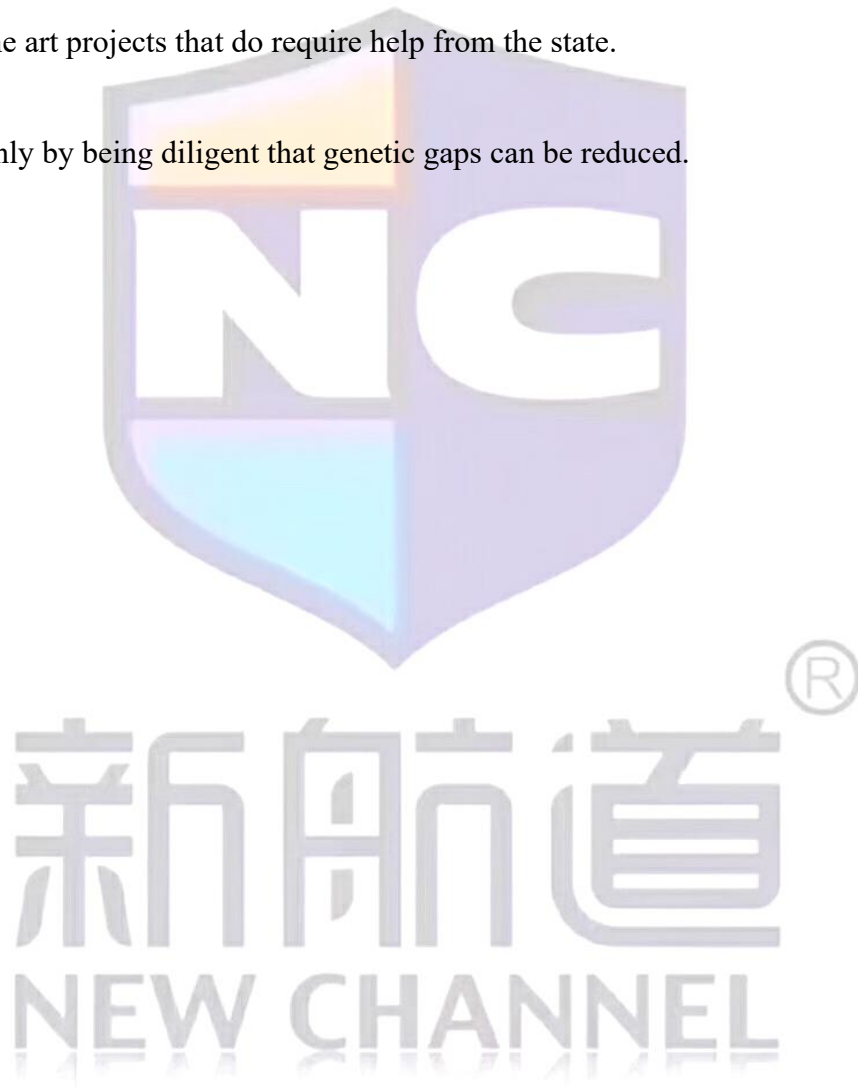 e art projects that do require help from the state.
nly by being diligent that genetic gaps can be reduced.
NC
®
新航道
NEW CHANNEL